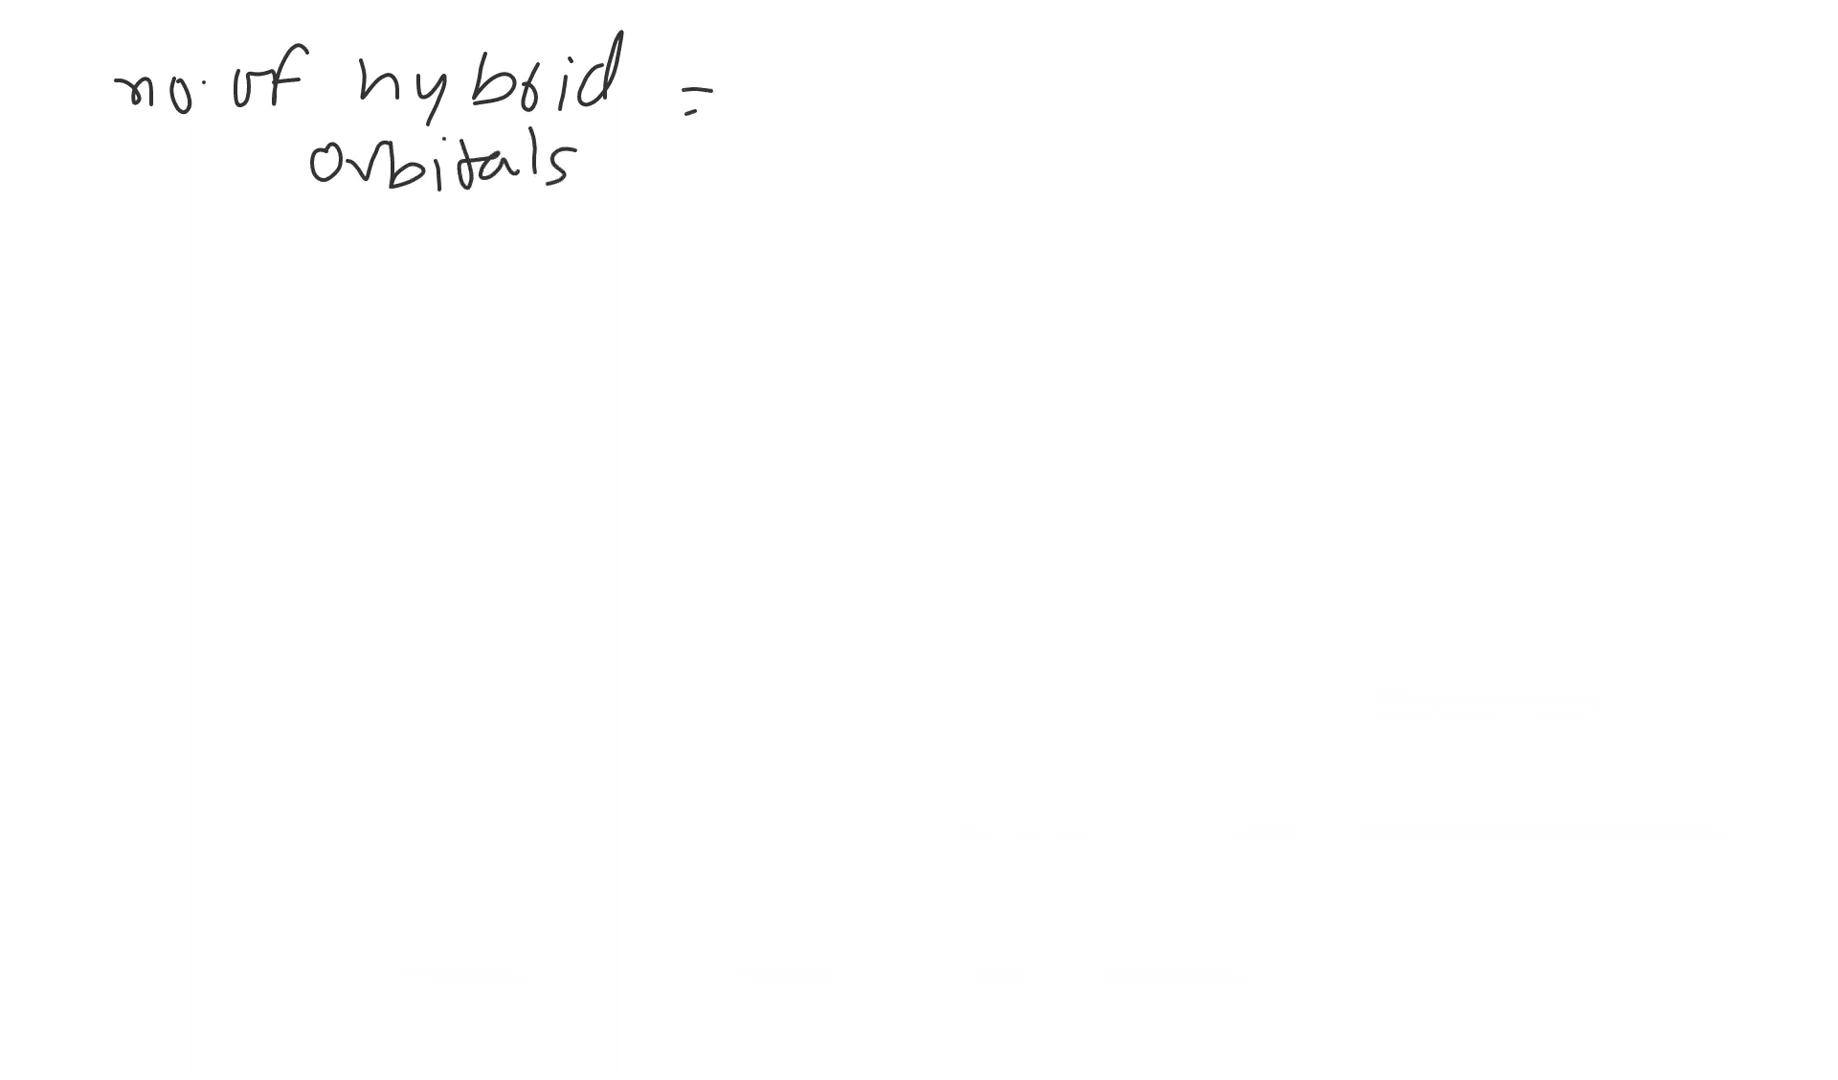 no. of hybrid =
orbitals